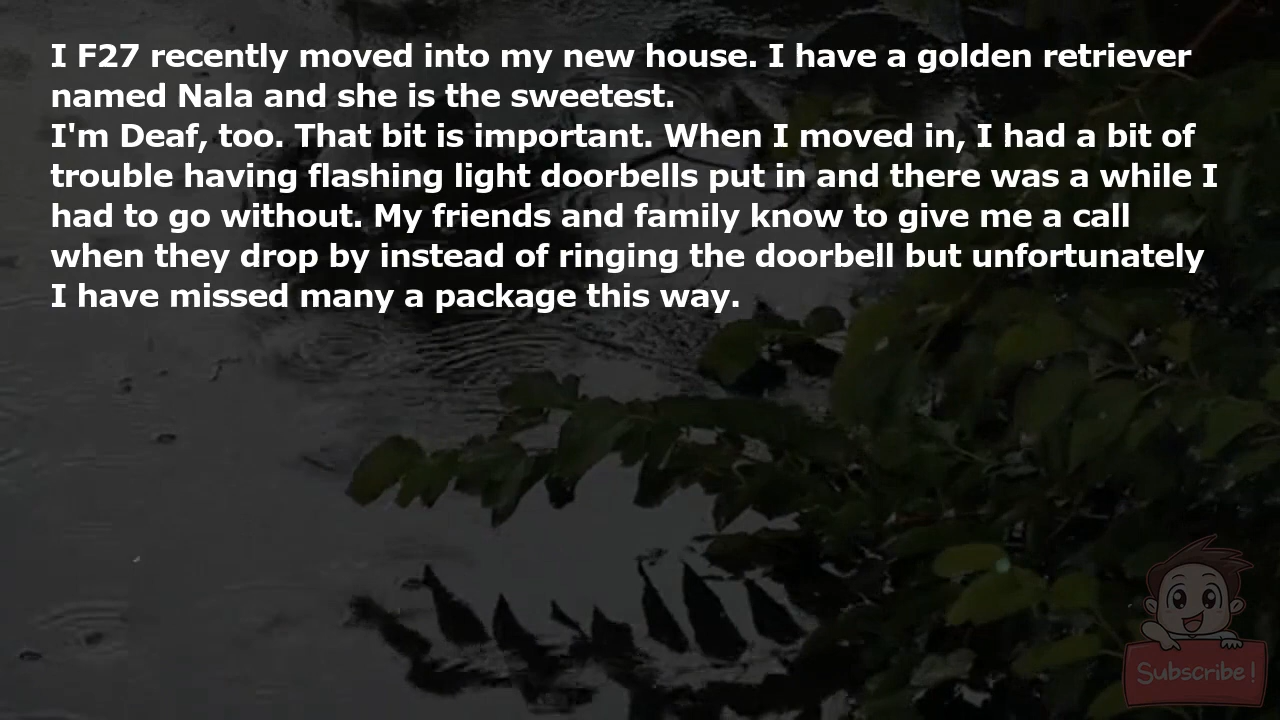 I F27 recently moved into my new house. I have a golden retriever
named Nala and she is the sweetest.
I'm Deaf, too. That bit is important. When I moved in, I had a bit of
trouble having flashing light doorbells put in and there was a while I
had to go without. My friends and family know to give me a call
when they drop by instead of ringing the doorbell but unfortunately
I have missed many a package this way.
Subscribe!